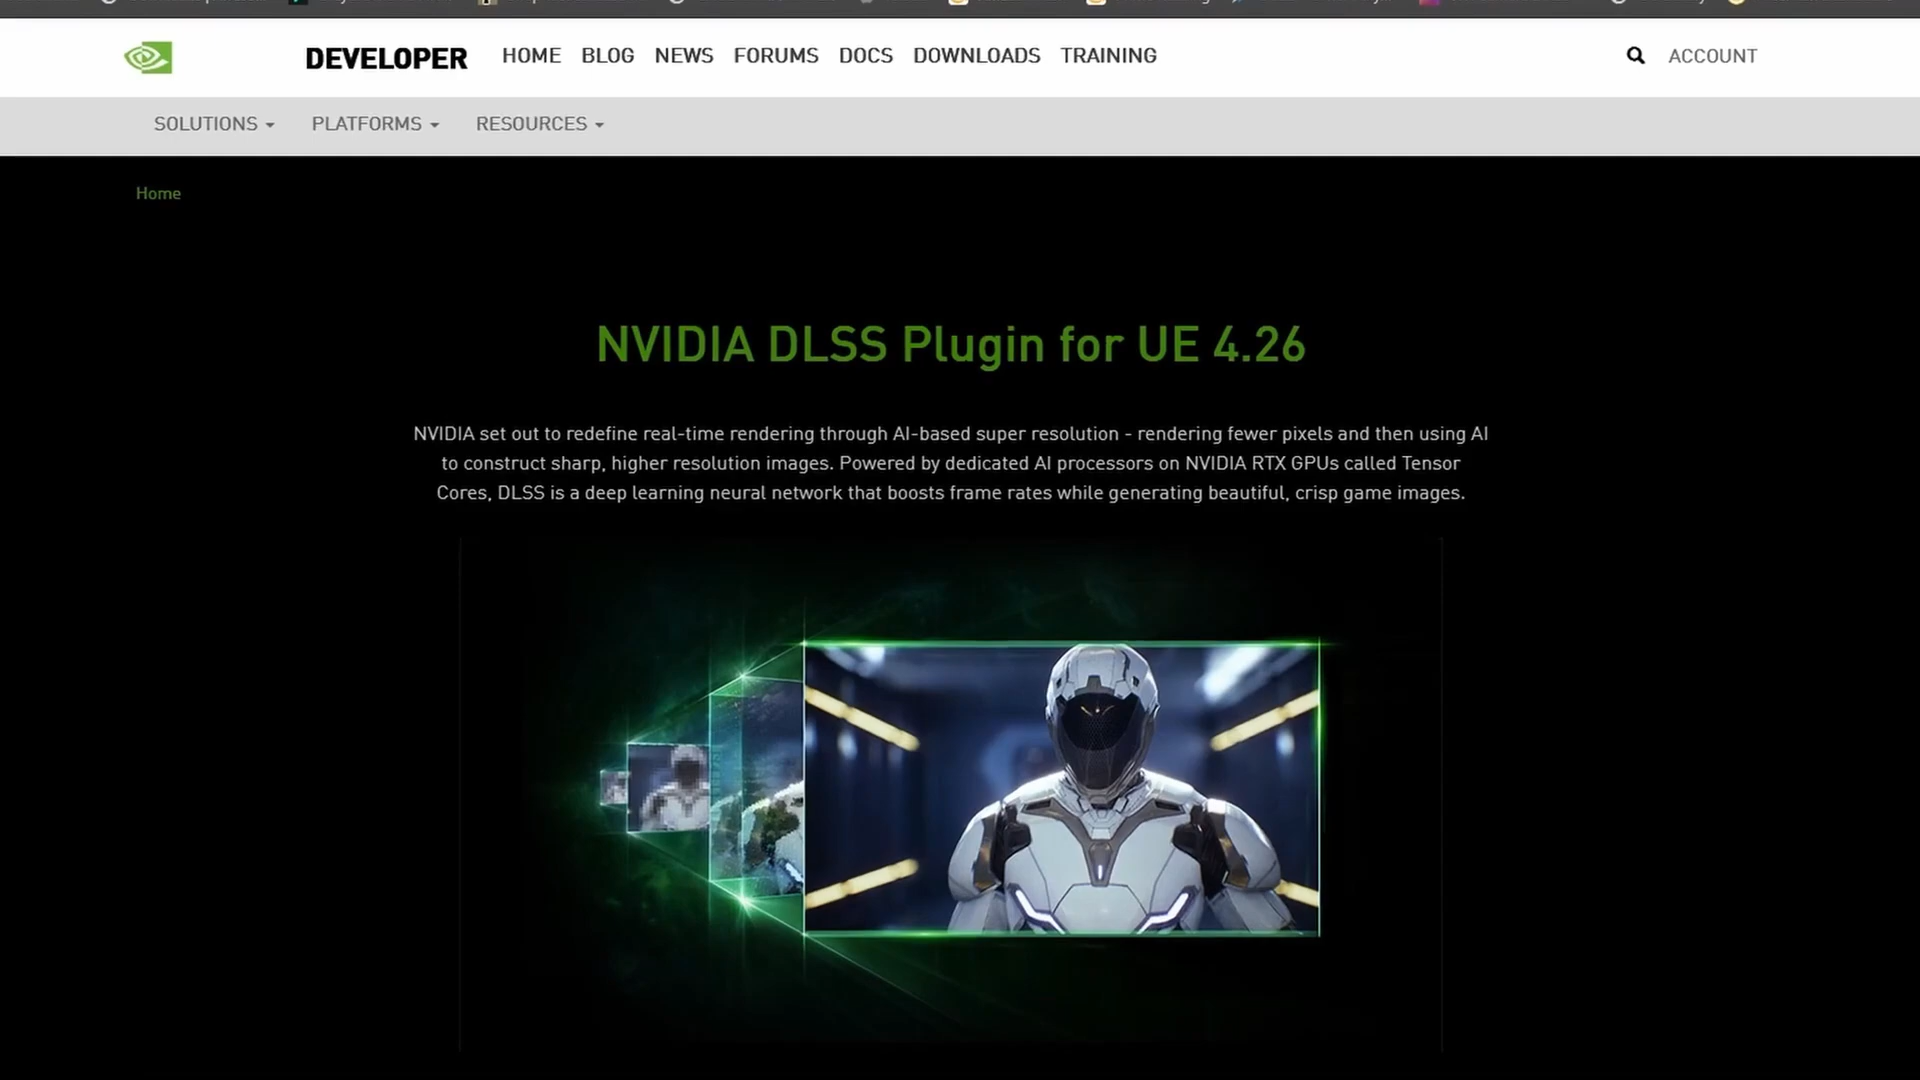 DEVELOPER HOME BLOG NEWS FORUMS DOCS DOWNLOADS TRAINING ACCOUNT
SOLUTIONS PLATFORMS RESOURCES
Home
NVIDIA DLSS Plugin for UE 4.26
NVIDIA set out to redefine real-time rendering through AI-based super resolution - rendering fewer pixels and then using AI
to construct sharp, higher resolution images. Powered by dedicated AI processors on NVIDIA RTX GPUs called Tensor
Cores, DLSS is a deep learning neural network that boosts frame rates while generating beautiful, crisp game images.